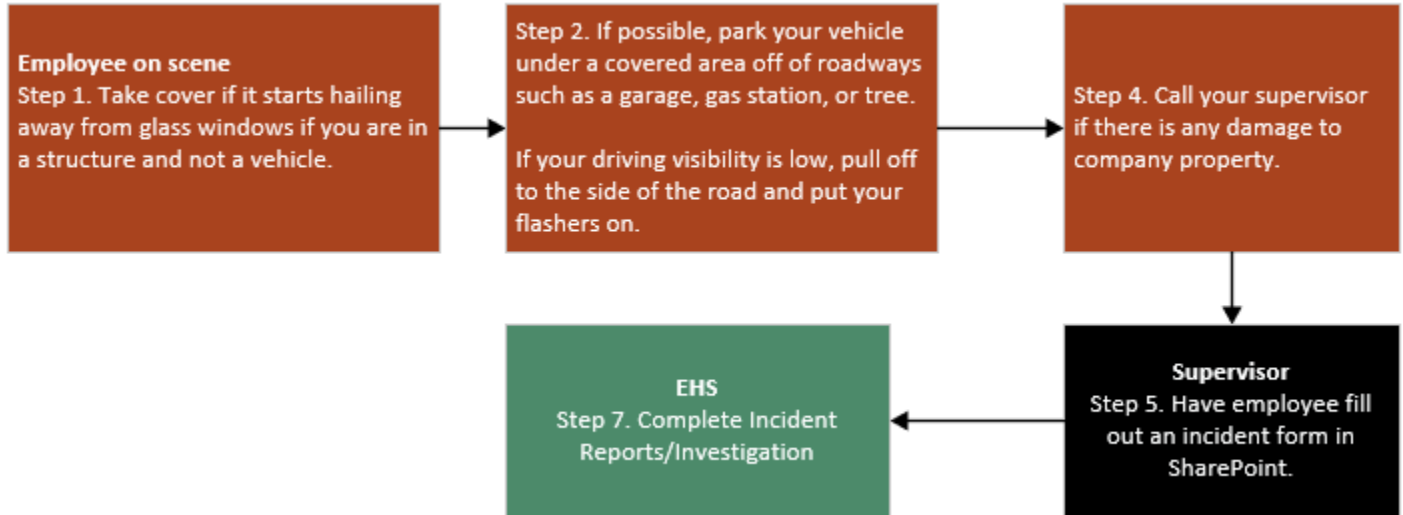 Employee on scene
Step 1. Take cover if it starts hailing
away from glass windows if you are in
a structure and not a vehicle.
Step 2. If possible, park your vehicle
under a covered area off of roadways
such as a garage, gas station, or tree.
If your driving visibility is low, pull off
to the side of the road and put your
flashers on.
Step 4. Call your supervisor
if there is any damage to
company property.
Supervisor
Step 5. Have employee fill
out an incident form in
SharePoint.
EHS
Step 7. Complete Incident
Reports/Investigation